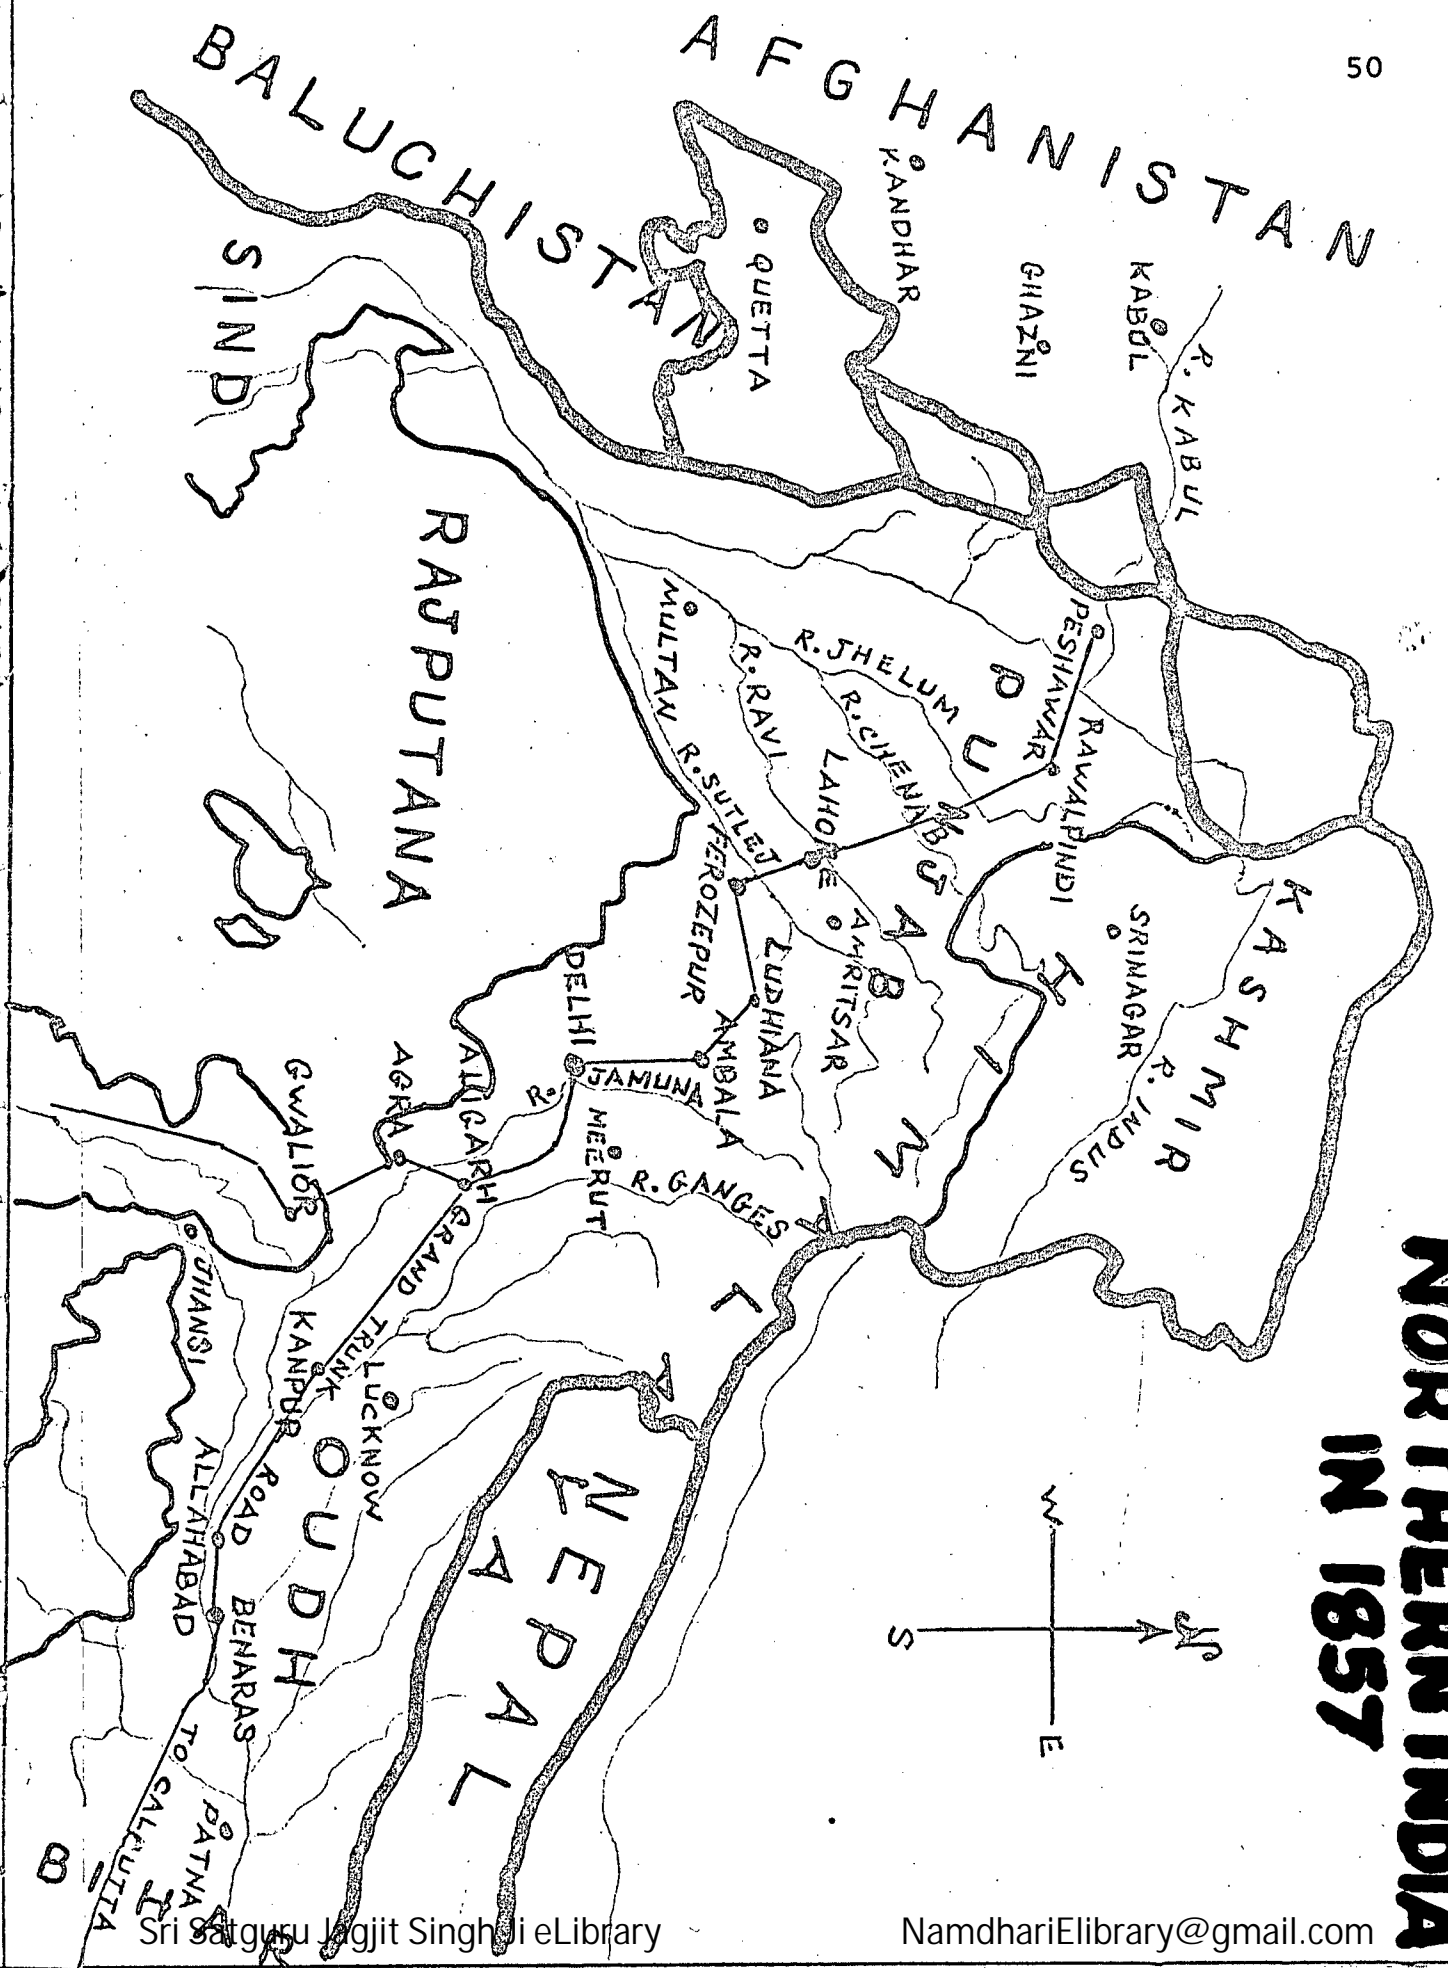 50
NORTHERN INDIA
IN 1857
AFGHANISTAN
BALUCHISTAN
KANDHAR
GHAZNI
KABUL
R. KABUL
QUETTA
SIND
RAJPUTANA
PUNJAB
PESHAWAR
RAWALPINDI
R. JHELUM
R. CHENAB
R. RAVI
R. SUTLEJ
MULTAN
LAHORE
AMRITSAR
FEROZEPUR
LUDHIANA
AMBALA
KASHMIR
SRINAGAR
R. INDUS
HIMALAYA
DELHI
R. JAMUNA
MEERUT
R. GANGES
ALIGARH
AGRA
GWALIOR
JHANSI
GRAND TRUNK ROAD
KANPUR
LUCKNOW
OUDH
ALLAHABAD
BENARAS
TO CALCUTTA
PATNA
BIHAR
NEPAL
N
W.
E
S
Sri Satguru Jagjit Singh Ji eLibrary
NamdhariElibrary@gmail.com